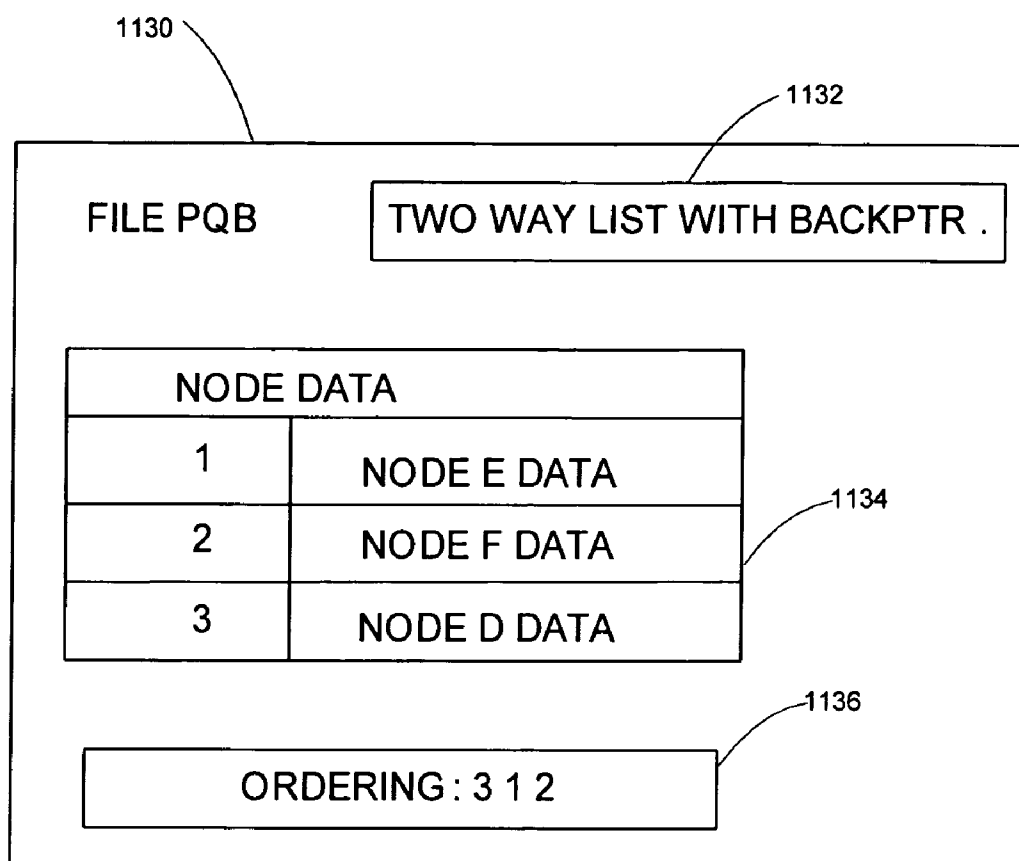 1130
1132
FILE PQB
TWO WAY LIST WITH BACKPTR .
NODE DATA
1 NODE E DATA
2 NODE F DATA
1134
3 NODE D DATA
1136
ORDERING : 3 1 2